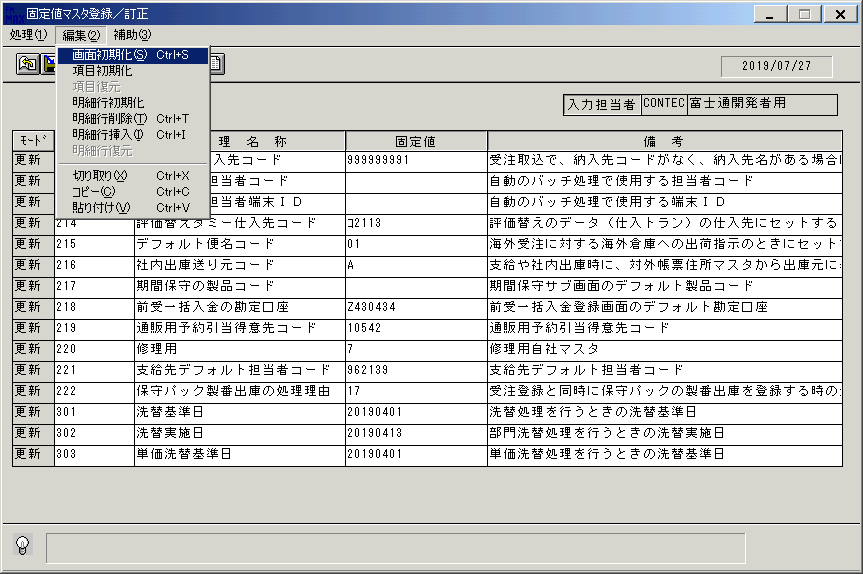 固定値マスタ登録／訂正
処理(1) 編集(2) 補助(3)
画面初期化(S) Ctrl+S
項目初期化
項目復元
明細行初期化
明細行削除(T) Ctrl+T
明細行挿入(I) Ctrl+I
明細行復元
切り取り(X) Ctrl+X
コピー(C) Ctrl+C
貼り付け(V) Ctrl+V
2019/07/27
入力担当者 CONTEC 富士通開発者用
ﾓｰﾄﾞ 理 名 称 固定値 備 考
更新 入先コード 999999991 受注取込で、納入先コードがなく、納入先名がある場合
更新 担当者コード 自動のバッチ処理で使用する担当者コード
更新 担当者端末ＩＤ 自動のバッチ処理で使用する端末ＩＤ
更新 214 評価替えダミー仕入先コード ｺ2113 評価替えのデータ（仕入トラン）の仕入先にセットする
更新 215 デフォルト便名コード 01 海外受注に対する海外倉庫への出荷指示のときにセット
更新 216 社内出庫送り元コード A 支給や社内出庫時に、対外帳票住所マスタから出庫元に
更新 217 期間保守の製品コード 期間保守サブ画面のデフォルト製品コード
更新 218 前受一括入金の勘定口座 Z430434 前受一括入金登録画面のデフォルト勘定口座
更新 219 通販用予約引当得意先コード 10542 通販用予約引当得意先コード
更新 220 修理用 7 修理用自社マスタ
更新 221 支給先デフォルト担当者コード 962139 支給先デフォルト担当者コード
更新 222 保守パック製番出庫の処理理由 17 受注登録と同時に保守パックの製番出庫を登録する時の
更新 301 洗替基準日 20190401 洗替処理を行うときの洗替基準日
更新 302 洗替実施日 20190413 部門洗替処理を行うときの洗替実施日
更新 303 単価洗替基準日 20190401 単価洗替処理を行うときの洗替基準日